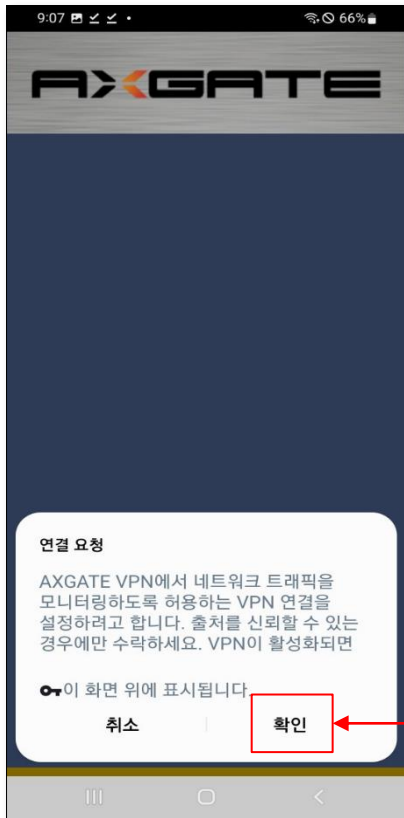 9:07
66%
AXGATE
연결 요청
AXGATE VPN에서 네트워크 트래픽을
모니터링하도록 허용하는 VPN 연결을
설정하려고 합니다. 출처를 신뢰할 수 있는
경우에만 수락하세요. VPN이 활성화되면
이 화면 위에 표시됩니다.
취소
확인